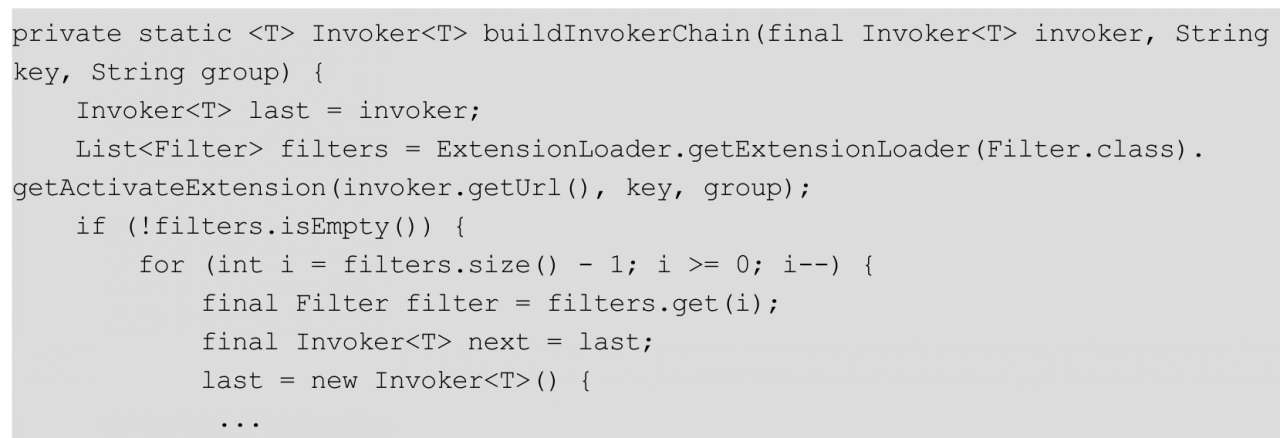 private static <T> Invoker<T> buildInvokerChain(final Invoker<T> invoker, String
key, String group) {
    Invoker<T> last = invoker;
    List<Filter> filters = ExtensionLoader.getExtensionLoader(Filter.class).
getActivateExtension(invoker.getUrl(), key, group);
    if (!filters.isEmpty()) {
        for (int i = filters.size() - 1; i >= 0; i--) {
            final Filter filter = filters.get(i);
            final Invoker<T> next = last;
            last = new Invoker<T>() {
             ...